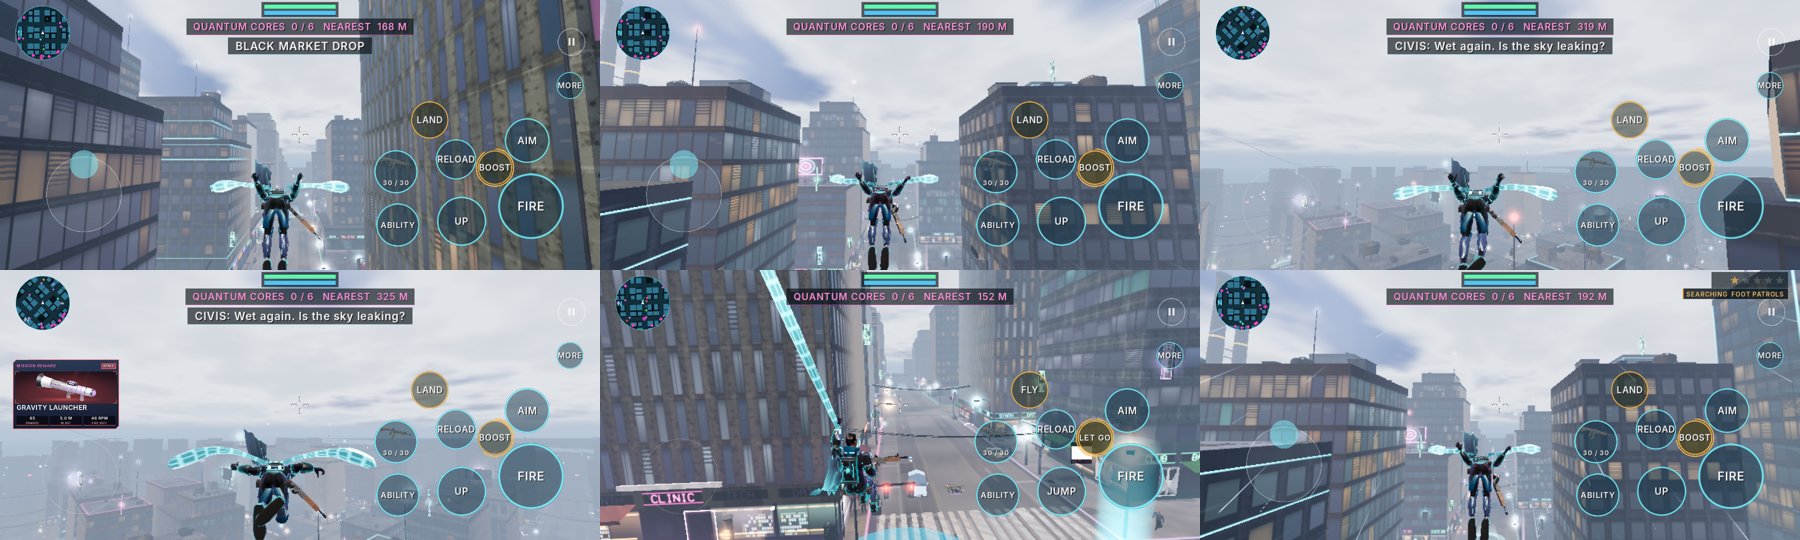 QUANTUM CORES 0 / 6 NEAREST 168 M
BLACK MARKET DROP
MORE
LAND
AIM
RELOAD
BOOST
30 / 30
FIRE
ABILITY
UP
QUANTUM CORES 0 / 6 NEAREST 190 M
MORE
LAND
AIM
RELOAD
BOOST
30 / 30
FIRE
ABILITY
UP
QUANTUM CORES 0 / 6 NEAREST 319 M
CIVIS: Wet again. Is the sky leaking?
MORE
LAND
AIM
RELOAD
BOOST
30 / 30
FIRE
ABILITY
UP
QUANTUM CORES 0 / 6 NEAREST 325 M
CIVIS: Wet again. Is the sky leaking?
MORE
MISSION REWARD
GRAVITY LAUNCHER
LAND
AIM
RELOAD
BOOST
30 / 30
FIRE
ABILITY
UP
QUANTUM CORES 0 / 6 NEAREST 152 M
MORE
FLY
AIM
RELOAD
LET GO
30 / 30
FIRE
ABILITY
JUMP
CLINIC
QUANTUM CORES 0 / 6 NEAREST 192 M
SEARCHING FOOT PATROLS
MORE
LAND
AIM
RELOAD
BOOST
30 / 30
FIRE
ABILITY
UP